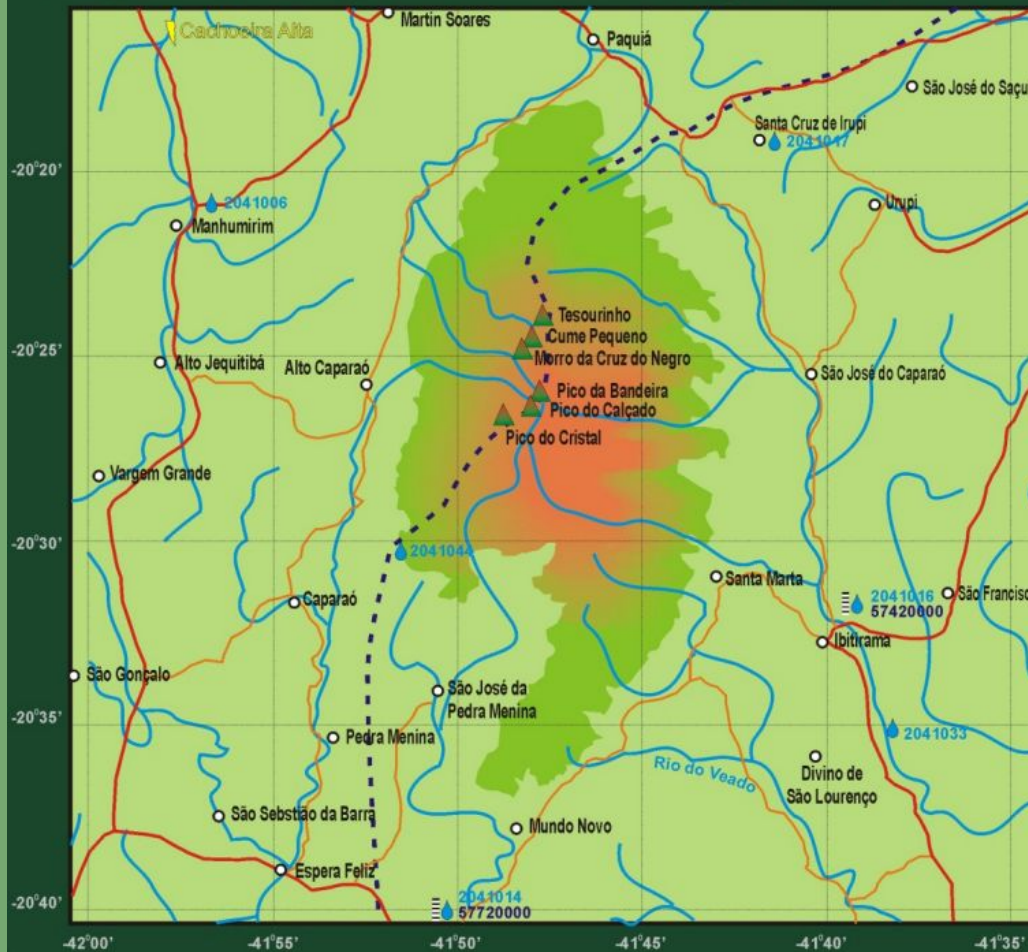 Martin Soares
Cachoeira Alta
Paquiá
São José do Saçu
Santa Cruz de Irupi
2041047
-20°20'
2041006
Urupi
Manhumirim
Tesourinho
Cume Pequeno
-20°25'
Morro da Cruz do Negro
Alto Jequitibá
Alto Caparaó
São José do Caparaó
Pico da Bandeira
Pico do Calçado
Pico do Cristal
Vargem Grande
-20°30'
2041044
Santa Marta
Caparaó
2041016
57420000
São Francisc
Ibitirama
São Gonçalo
São José da
Pedra Menina
-20°35'
Pedra Menina
2041033
Rio do Veado
Divino de
São Lourenço
São Sebstião da Barra
Mundo Novo
Espera Feliz
2041014
57720000
-20°40'
-42°00'
-41°55'
-41°50'
-41°45'
-41°40'
-41°35'